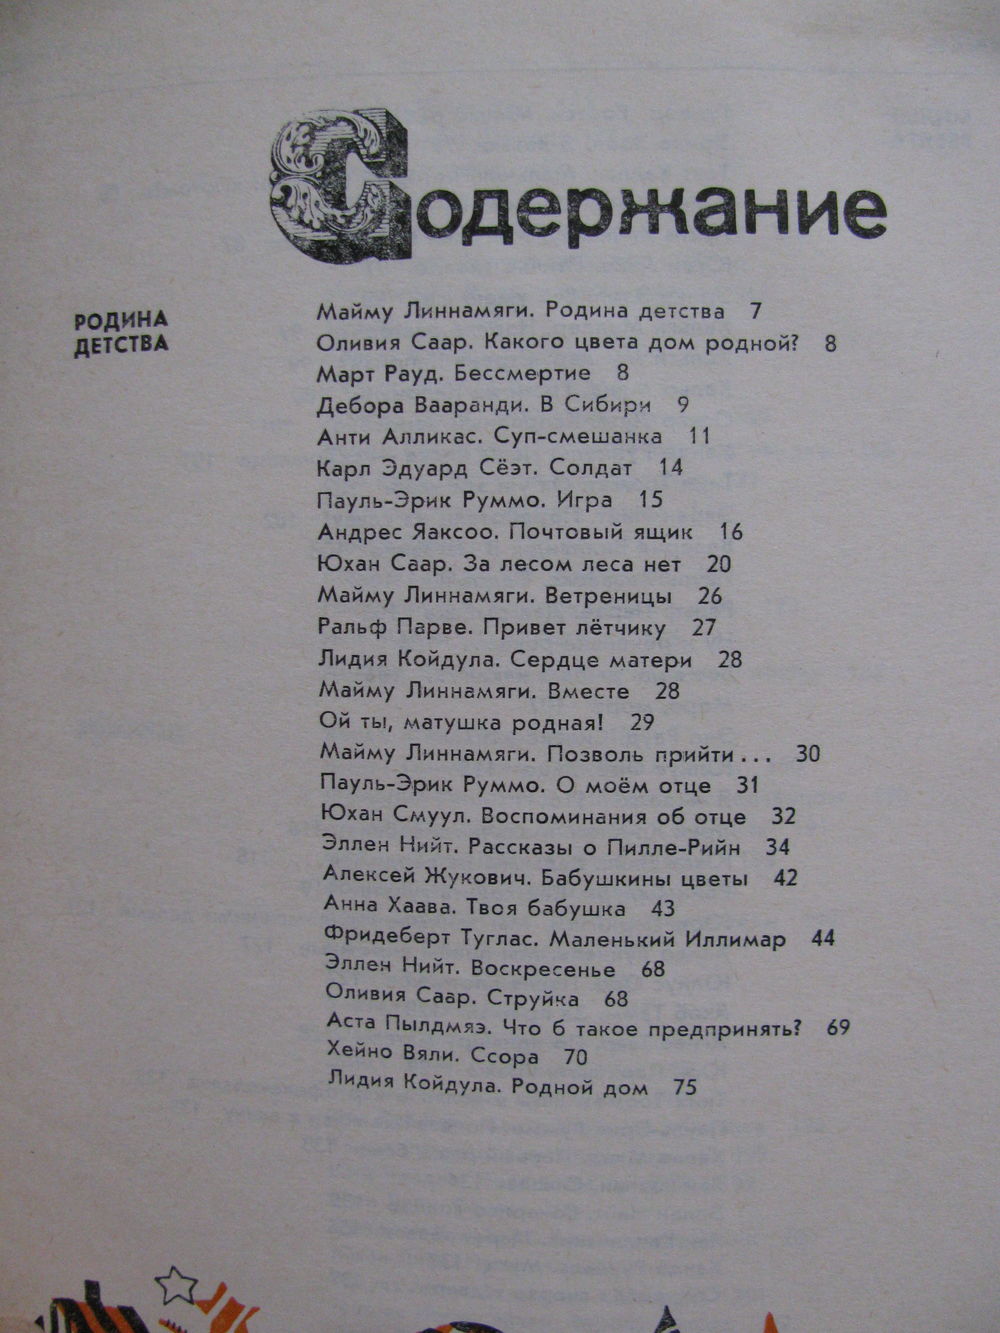 Содержание
РОДИНА
ДЕТСТВА
Майму Линнамяги. Родина детства 7
Оливия Саар. Какого цвета дом родной? 8
Март Рауд. Бессмертие 8
Дебора Вааранди. В Сибири 9
Анти Алликас. Суп-смешанка 11
Карл Эдуард Сёэт. Солдат 14
Пауль-Эрик Руммо. Игра 15
Андрес Яаксоо. Почтовый ящик 16
Юхан Саар. За лесом леса нет 20
Майму Линнамяги. Ветреницы 26
Ральф Парве. Привет лётчику 27
Лидия Койдула. Сердце матери 28
Майму Линнамяги. Вместе 28
Ой ты, матушка родная! 29
Майму Линнамяги. Позволь прийти... 30
Пауль-Эрик Руммо. О моём отце 31
Юхан Смуул. Воспоминания об отце 32
Эллен Нийт. Рассказы о Пилле-Рийн 34
Алексей Жукович. Бабушкины цветы 42
Анна Хаава. Твоя бабушка 43
Фридеберт Туглас. Маленький Иллимар 44
Эллен Нийт. Воскресенье 68
Оливия Саар. Струйка 68
Аста Пылдмяэ. Что б такое предпринять? 69
Хейно Вяли. Ссора 70
Лидия Койдула. Родной дом 75